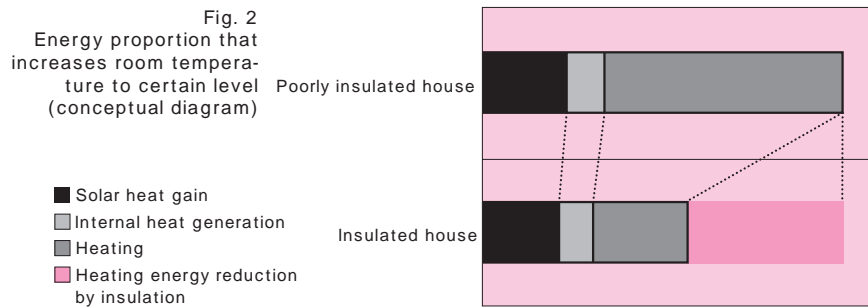 Fig. 2
Energy proportion that
increases room tempera-
ture to certain level
(conceptual diagram)
Poorly insulated house
Solar heat gain
Internal heat generation
Heating
Heating energy reduction
by insulation
Insulated house